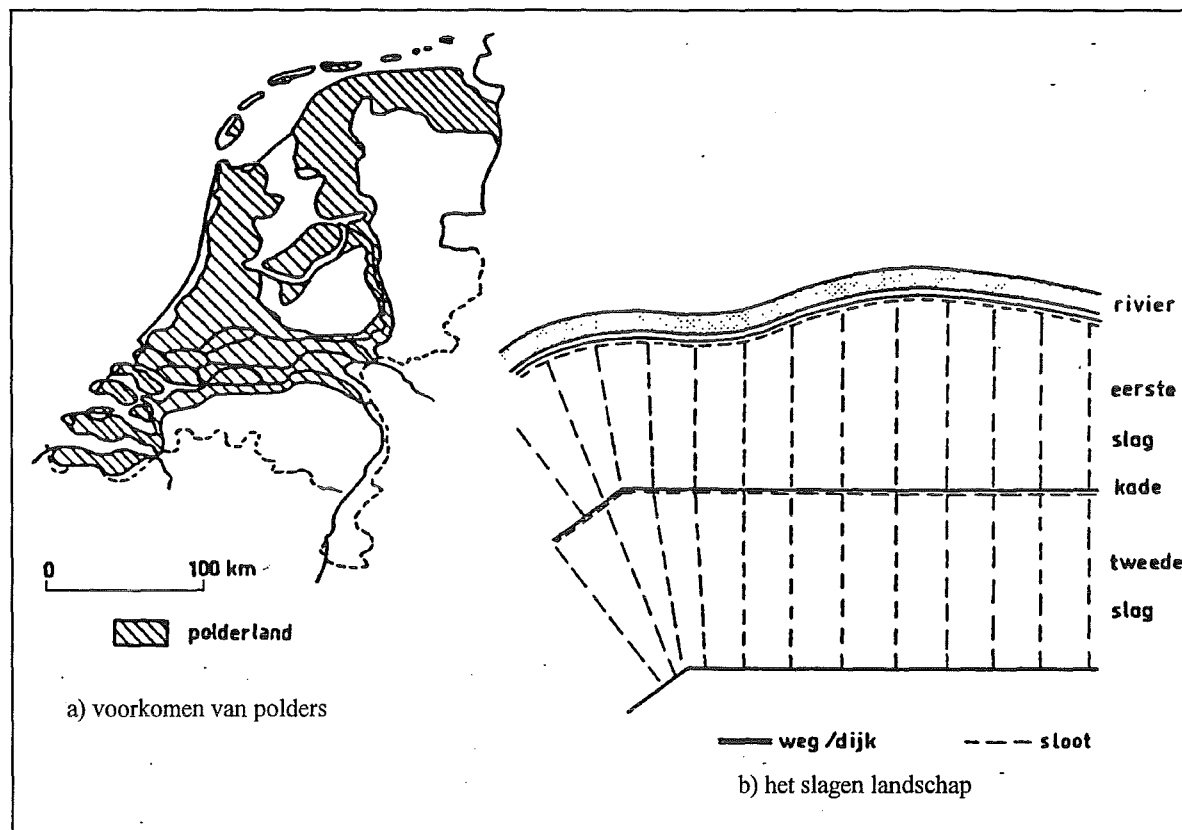 0 100 km
polderland
a) voorkomen van polders
rivier
eerste
slag
kade
tweede
slag
weg/dijk sloot
b) het slagen landschap